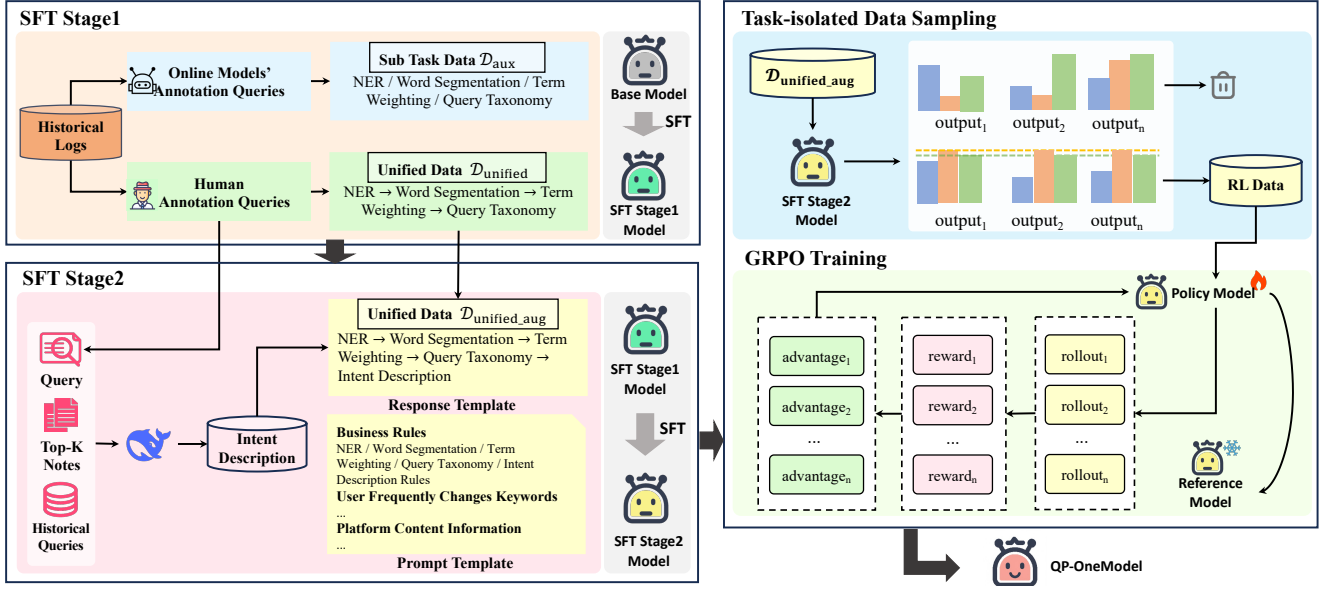 SFT Stage1
Online Models'
Annotation Queries
Sub Task Data 𝒟aux
NER / Word Segmentation / Term
Weighting / Query Taxonomy
Historical
Logs
Human
Annotation Queries
Unified Data 𝒟unified
NER → Word Segmentation → Term
Weighting → Query Taxonomy
Base Model
SFT
SFT Stage1
Model
SFT Stage2
Query
Top-K
Notes
Historical
Queries
Intent
Description
Unified Data 𝒟unified_aug
NER → Word Segmentation → Term
Weighting → Query Taxonomy →
Intent Description
Response Template
Business Rules
NER / Word Segmentation / Term
Weighting / Query Taxonomy / Intent
Description Rules
User Frequently Changes Keywords
...
Platform Content Information
...
Prompt Template
SFT Stage1
Model
SFT
SFT Stage2
Model
Task-isolated Data Sampling
𝒟unified_aug
SFT Stage2
Model
output1
output2
outputn
output1
output2
outputn
RL Data
GRPO Training
Policy Model
advantage1
advantage2
...
advantagen
reward1
reward2
...
rewardn
rollout1
rollout2
...
rolloutn
Reference
Model
QP-OneModel